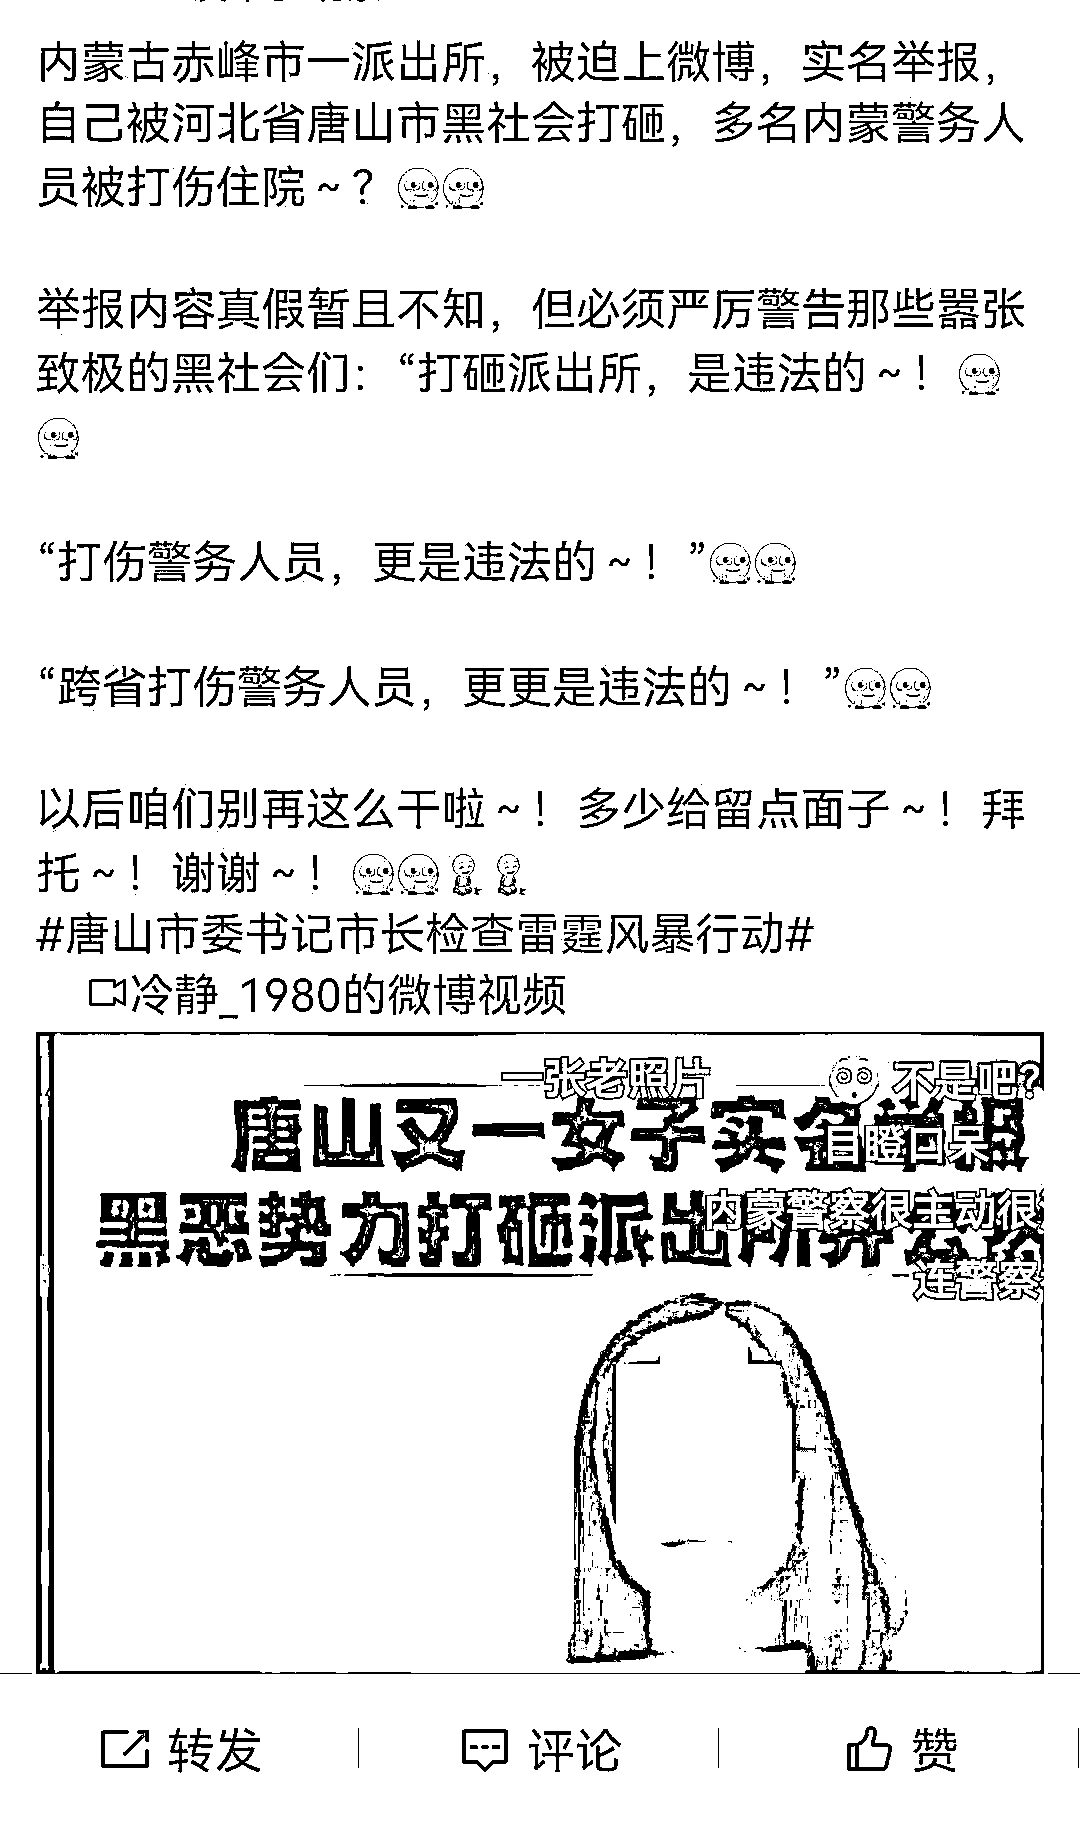 内蒙古赤峰市一派出所，被迫上微博，实名举报，
自己被河北省唐山市黑社会打砸，多名内蒙警务人
员被打伤住院~？
举报内容真假暂且不知，但必须严厉警告那些嚣张
致极的黑社会们：“打砸派出所，是违法的~！
“打伤警务人员，更是违法的~！”
“跨省打伤警务人员，更更是违法的~！”
以后咱们别再这么干啦~！多少给留点面子~！拜
托~！谢谢~！
#唐山市委书记市长检查雷霆风暴行动#
冷静_1980的微博视频
一张老照片
不是吧？
唐山又一女子实名举报
目瞪口呆
黑恶势力打砸派出所
内蒙警察很主动很
连警察
转发
评论
赞